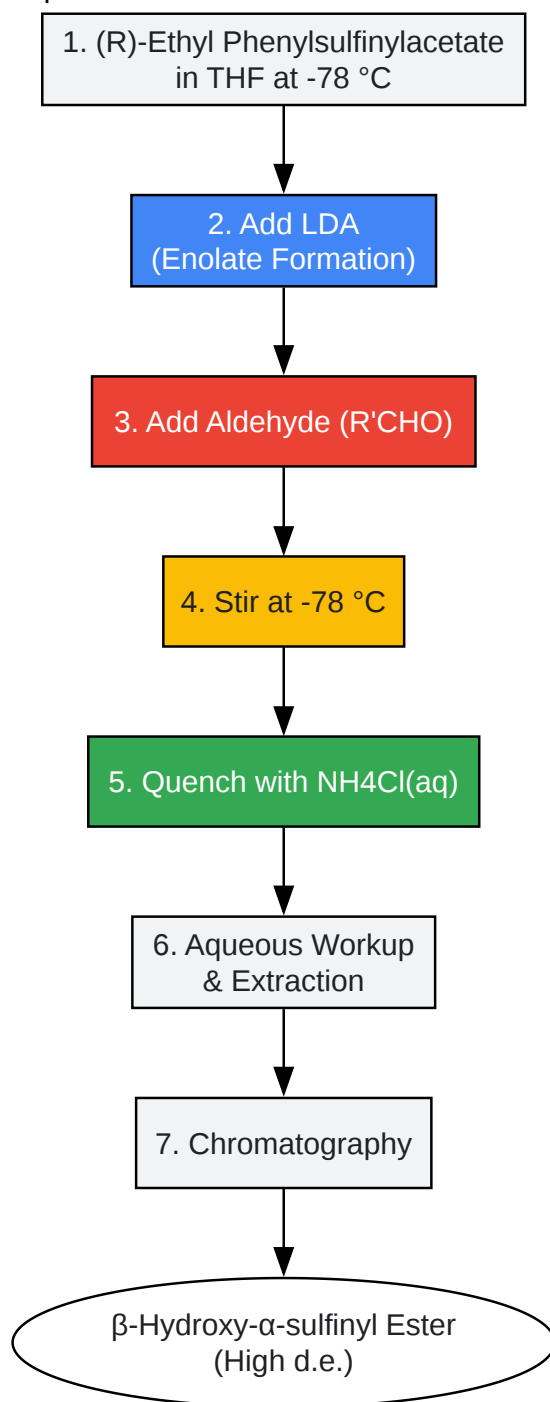 1. (R)-Ethyl Phenylsulfinylacetate
in THF at -78 °C
2. Add LDA
(Enolate Formation)
3. Add Aldehyde (R'CHO)
4. Stir at -78 °C
5. Quench with NH4Cl(aq)
6. Aqueous Workup
& Extraction
7. Chromatography
β-Hydroxy-α-sulfinyl Ester
(High d.e.)